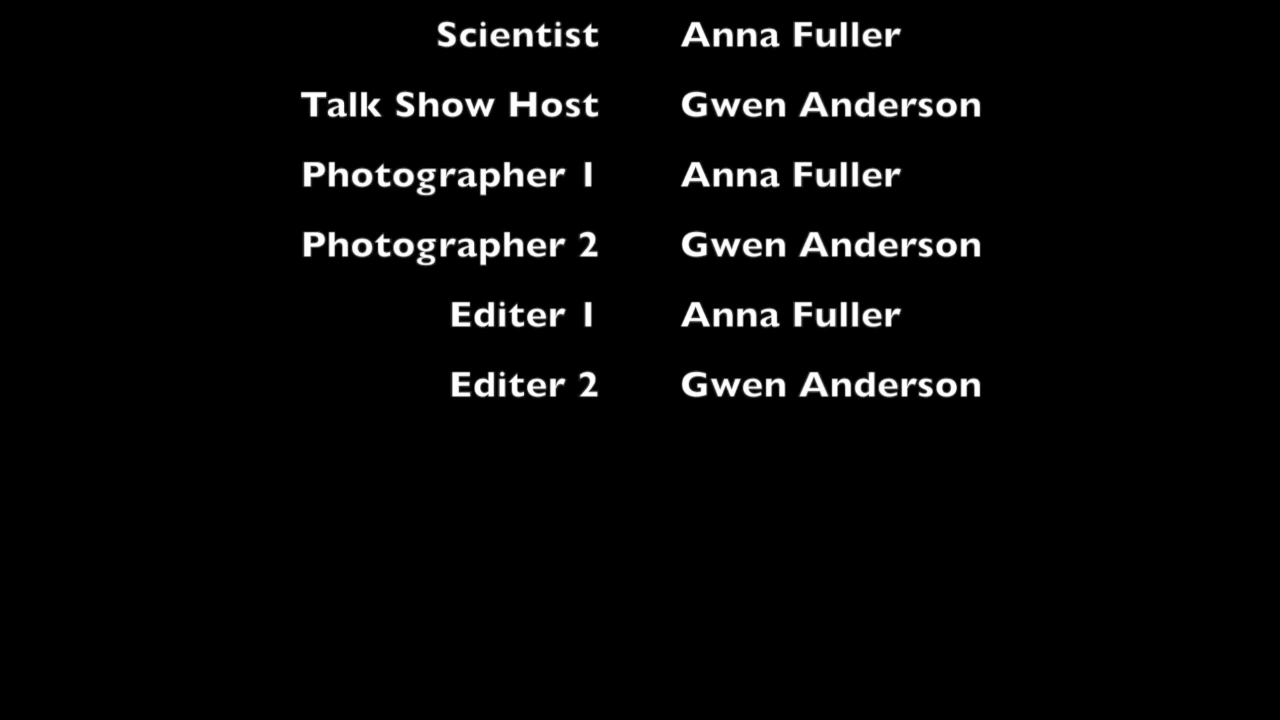 Scientist Anna Fuller
Talk Show Host Gwen Anderson
Photographer 1 Anna Fuller
Photographer 2 Gwen Anderson
Editer 1 Anna Fuller
Editer 2 Gwen Anderson